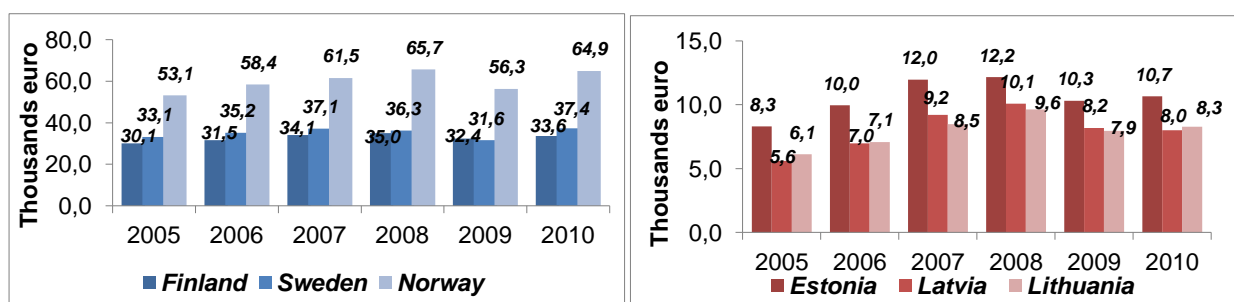 Thousands euro
80,0
60,0
40,0
20,0
0,0
30,1 33,1 53,1
31,5 35,2 58,4
34,1 37,1 61,5
35,0 36,3 65,7
32,4 31,6 56,3
33,6 37,4 64,9
2005 2006 2007 2008 2009 2010
Finland Sweden Norway
Thousands euro
15,0
10,0
5,0
0,0
8,3 5,6 6,1
10,0 7,0 7,1
12,0 9,2 8,5
12,2 10,1 9,6
10,3 8,2 7,9
10,7 8,0 8,3
2005 2006 2007 2008 2009 2010
Estonia Latvia Lithuania